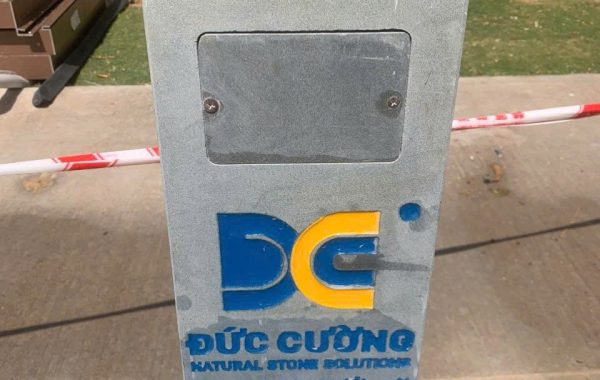 DC
ĐỨC CƯỜNG
NATURAL STONE SOLUTIONS